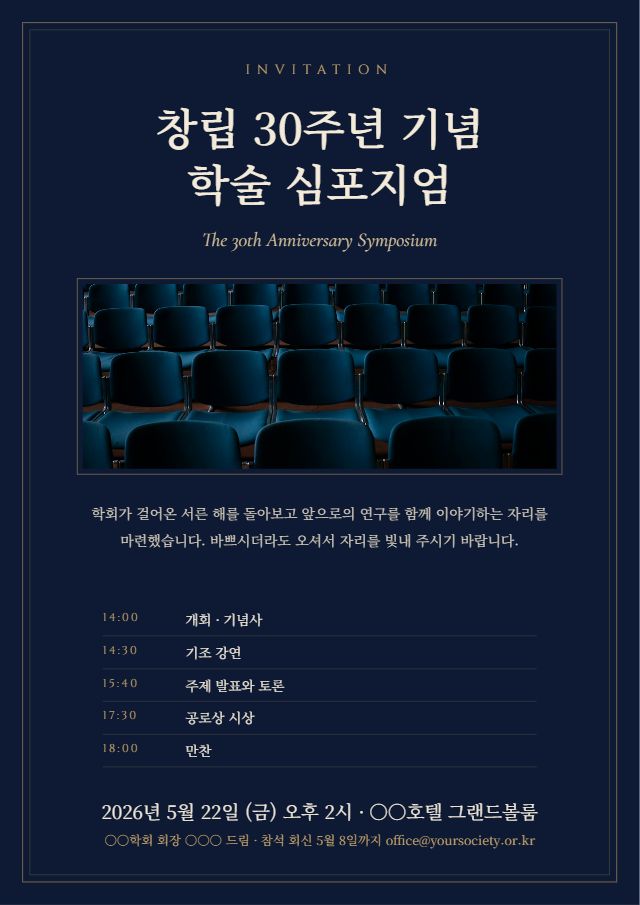 INVITATION
창립 30주년 기념
학술 심포지엄
The 30th Anniversary Symposium
학회가 걸어온 서른 해를 돌아보고 앞으로의 연구를 함께 이야기하는 자리를
마련했습니다. 바쁘시더라도 오셔서 자리를 빛내 주시기 바랍니다.
14:00 개회 · 기념사
14:30 기조 강연
15:40 주제 발표와 토론
17:30 공로상 시상
18:00 만찬
2026년 5월 22일 (금) 오후 2시 · ○○호텔 그랜드볼룸
○○학회 회장 ○○○ 드림 · 참석 회신 5월 8일까지 office@yoursociety.or.kr